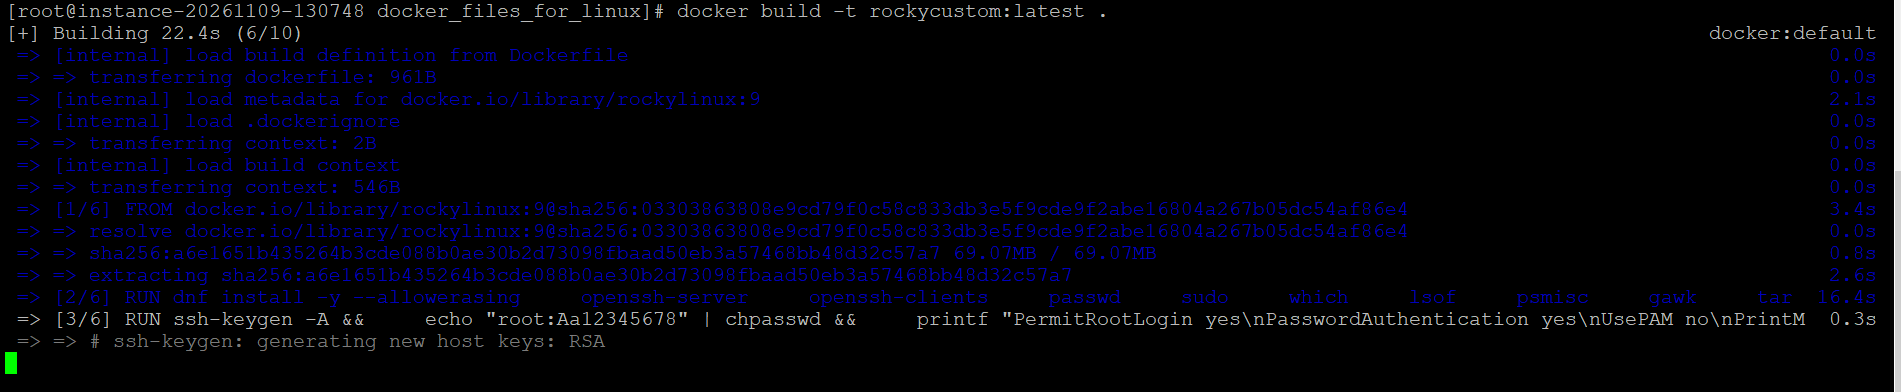 [root@instance-20261109-130748 docker_files_for_linux]# docker build -t rockycustom:latest .
[+] Building 22.4s (6/10) docker:default
=> [internal] load build definition from Dockerfile 0.0s
=> => transferring dockerfile: 961B 0.0s
=> [internal] load metadata for docker.io/library/rockylinux:9 2.1s
=> [internal] load .dockerignore 0.0s
=> => transferring context: 2B 0.0s
=> [internal] load build context 0.0s
=> => transferring context: 546B 0.0s
=> [1/6] FROM docker.io/library/rockylinux:9@sha256:03303863808e9cd79f0c58c833db3e5f9cde9f2abe16804a267b05dc54af86e4 3.4s
=> => resolve docker.io/library/rockylinux:9@sha256:03303863808e9cd79f0c58c833db3e5f9cde9f2abe16804a267b05dc54af86e4 0.0s
=> => sha256:a6e1651b435264b3cde088b0ae30b2d73098fbaad50eb3a57468bb48d32c57a7 69.07MB / 69.07MB 0.8s
=> => extracting sha256:a6e1651b435264b3cde088b0ae30b2d73098fbaad50eb3a57468bb48d32c57a7 2.6s
=> [2/6] RUN dnf install -y --allowerasing openssh-server openssh-clients passwd sudo which lsof psmisc gawk tar 16.4s
=> [3/6] RUN ssh-keygen -A && echo "root:Aa12345678" | chpasswd && printf "PermitRootLogin yes\nPasswordAuthentication yes\nUsePAM no\nPrintM 0.3s
=> => # ssh-keygen: generating new host keys: RSA